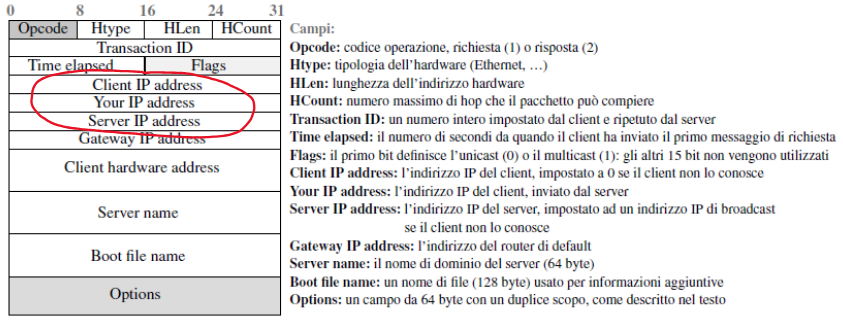 0 8 16 24 31
Opcode Htype HLen HCount
Transaction ID
Time elapsed Flags
Client IP address
Your IP address
Server IP address
Gateway IP address
Client hardware address
Server name
Boot file name
Options
Campi:
Opcode: codice operazione, richiesta (1) o risposta (2)
Htype: tipologia dell'hardware (Ethernet, …)
HLen: lunghezza dell'indirizzo hardware
HCount: numero massimo di hop che il pacchetto può compiere
Transaction ID: un numero intero impostato dal client e ripetuto dal server
Time elapsed: il numero di secondi da quando il client ha inviato il primo messaggio di richiesta
Flags: il primo bit definisce l'unicast (0) o il multicast (1): gli altri 15 bit non vengono utilizzati
Client IP address: l'indirizzo IP del client, impostato a 0 se il client non lo conosce
Your IP address: l'indirizzo IP del client, inviato dal server
Server IP address: l'indirizzo IP del server, impostato ad un indirizzo IP di broadcast
se il client non lo conosce
Gateway IP address: l'indirizzo del router di default
Server name: il nome di dominio del server (64 byte)
Boot file name: un nome di file (128 byte) usato per informazioni aggiuntive
Options: un campo da 64 byte con un duplice scopo, come descritto nel testo